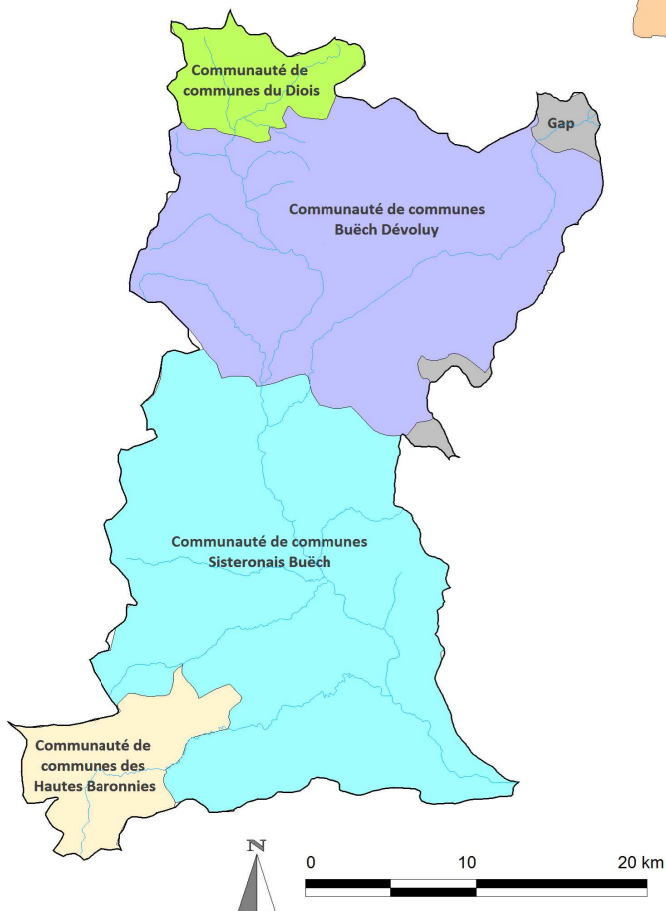 Communauté de
communes du Diois
Gap
Communauté de communes
Buëch Dévoluy
Communauté de communes
Sisteronais Buëch
Communauté de
communes des
Hautes Baronnies
N
0 10 20 km